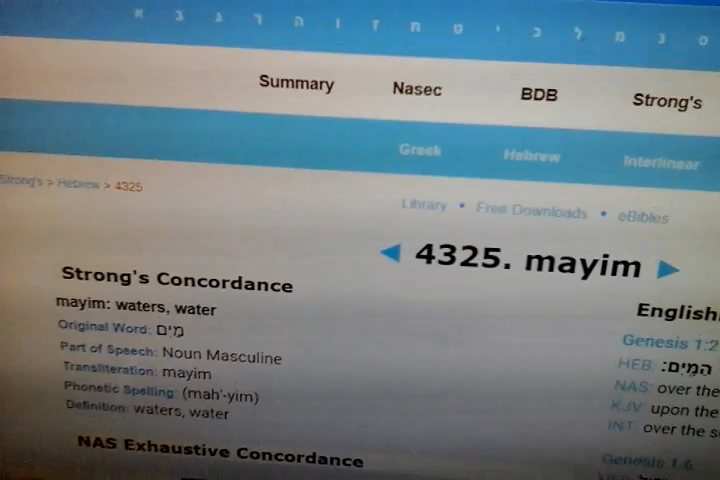 א צ ג ד ה ו ז ח ט י כ ל מ נ ס
Summary Nasec BDB Strong's
Greek Hebrew Interlinear
Strong's > Hebrew > 4325
Library • Free Downloads • eBibles
◄ 4325. mayim ►
Strong's Concordance
mayim: waters, water
Original Word: מַיִם
Part of Speech: Noun Masculine
Transliteration: mayim
Phonetic Spelling: (mah'-yim)
Definition: waters, water
NAS Exhaustive Concordance
English
Genesis 1:2
HEB: הַמָּֽיִם׃
NAS: over the
KJV: upon the
INT: over the
Genesis 1:6